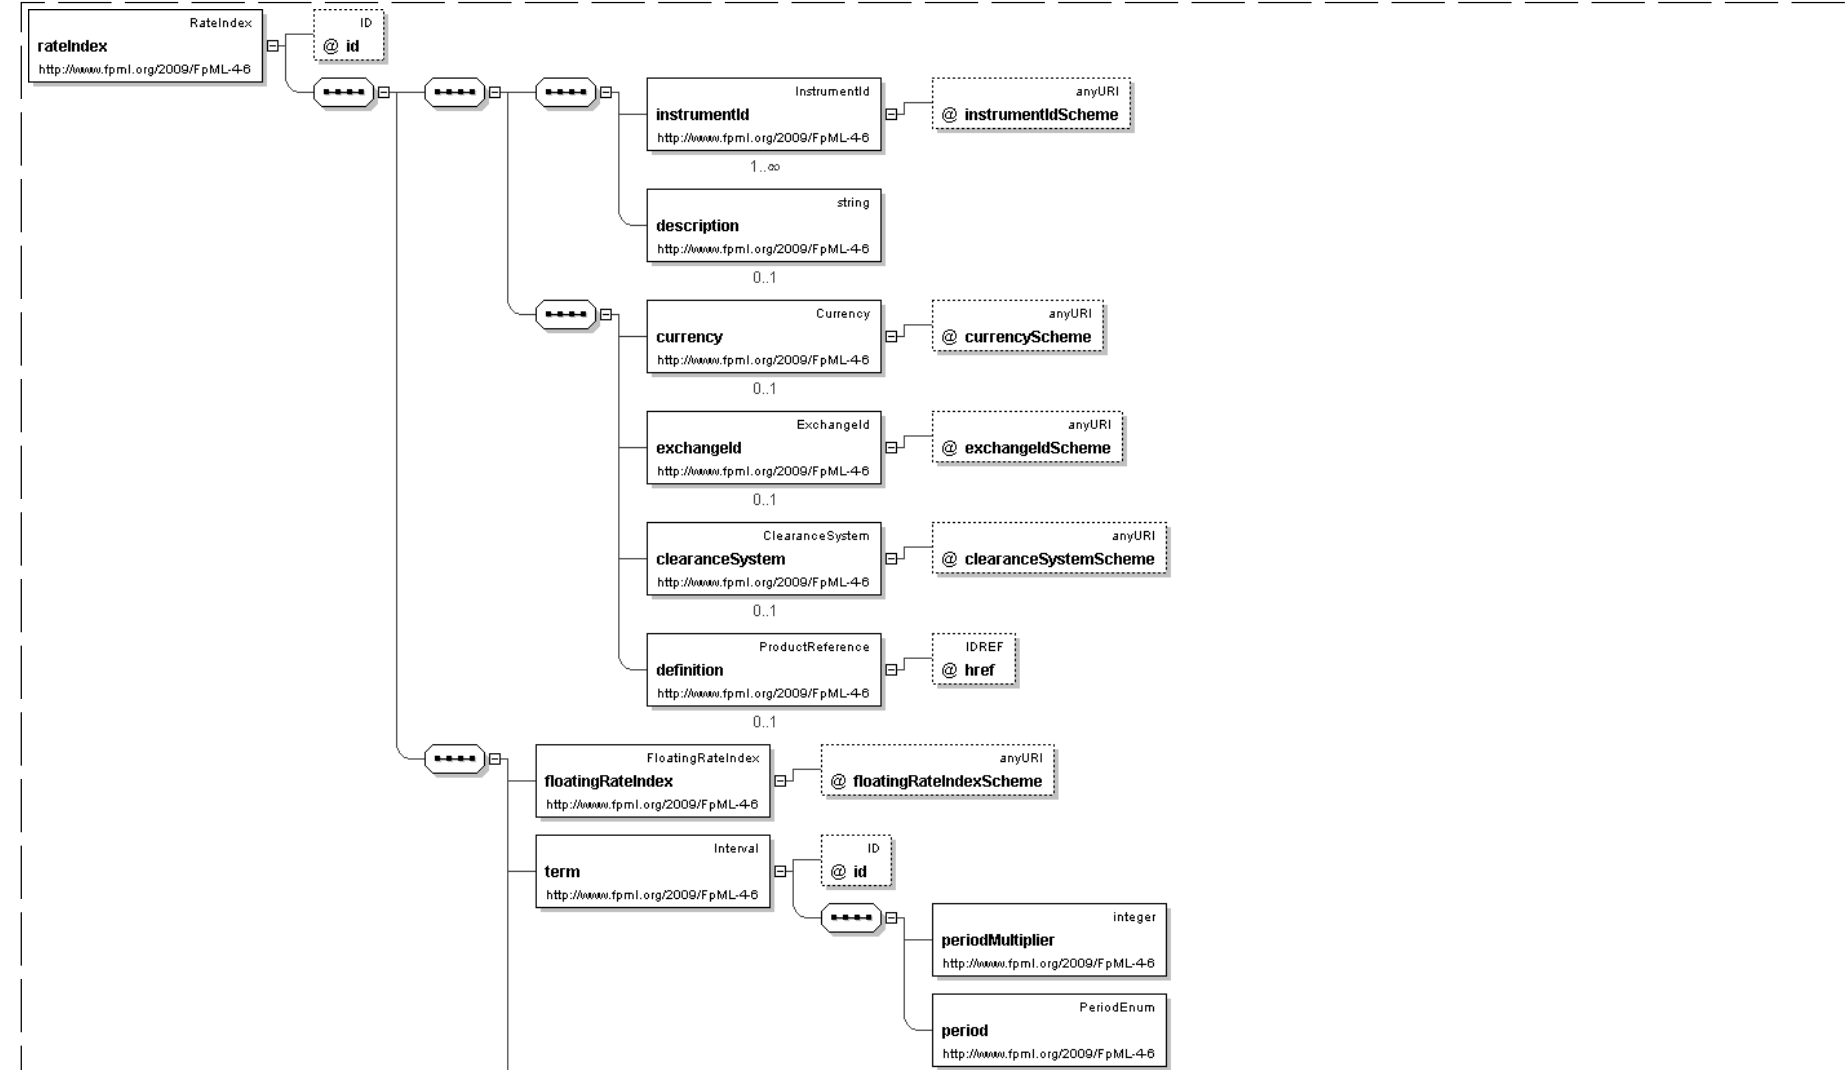 RateIndex
rateIndex
http://www.fpml.org/2009/FpML-4-6
ID
@ id
InstrumentId
instrumentId
http://www.fpml.org/2009/FpML-4-6
1..∞
anyURI
@ instrumentIdScheme
string
description
http://www.fpml.org/2009/FpML-4-6
0..1
Currency
currency
http://www.fpml.org/2009/FpML-4-6
0..1
anyURI
@ currencyScheme
ExchangeId
exchangeId
http://www.fpml.org/2009/FpML-4-6
0..1
anyURI
@ exchangeIdScheme
ClearanceSystem
clearanceSystem
http://www.fpml.org/2009/FpML-4-6
0..1
anyURI
@ clearanceSystemScheme
ProductReference
definition
http://www.fpml.org/2009/FpML-4-6
0..1
IDREF
@ href
FloatingRateIndex
floatingRateIndex
http://www.fpml.org/2009/FpML-4-6
anyURI
@ floatingRateIndexScheme
Interval
term
http://www.fpml.org/2009/FpML-4-6
ID
@ id
integer
periodMultiplier
http://www.fpml.org/2009/FpML-4-6
PeriodEnum
period
http://www.fpml.org/2009/FpML-4-6